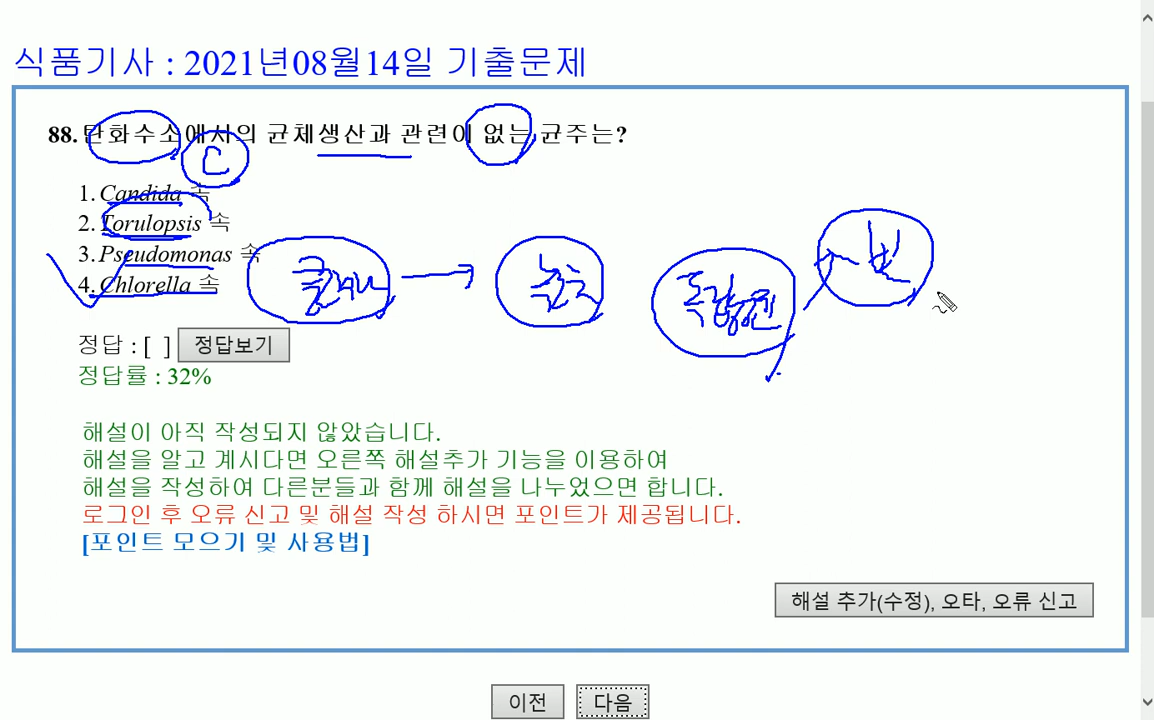 식품기사 : 2021년08월14일 기출문제
88. 탄화수소에서의 균체생산과 관련이 없는 균주는?
C
1. Candida 속
2. Torulopsis 속
3. Pseudomonas 속
4. Chlorella 속
독립영양
빛
정답 : [ ] 정답보기
정답률 : 32%
해설이 아직 작성되지 않았습니다.
해설을 알고 계시다면 오른쪽 해설추가 기능을 이용하여
해설을 작성하여 다른분들과 함께 해설을 나누었으면 합니다.
로그인 후 오류 신고 및 해설 작성 하시면 포인트가 제공됩니다.
[포인트 모으기 및 사용법]
해설 추가(수정), 오타, 오류 신고
이전 다음